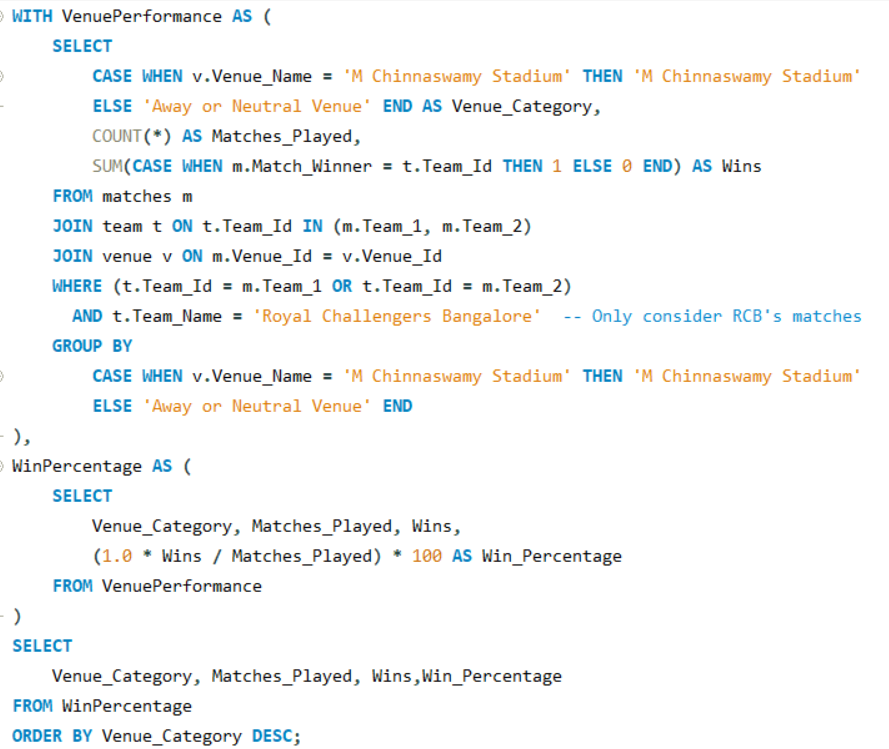 WITH VenuePerformance AS (
    SELECT
        CASE WHEN v.Venue_Name = 'M Chinnaswamy Stadium' THEN 'M Chinnaswamy Stadium'
        ELSE 'Away or Neutral Venue' END AS Venue_Category,
        COUNT(*) AS Matches_Played,
        SUM(CASE WHEN m.Match_Winner = t.Team_Id THEN 1 ELSE 0 END) AS Wins
    FROM matches m
    JOIN team t ON t.Team_Id IN (m.Team_1, m.Team_2)
    JOIN venue v ON m.Venue_Id = v.Venue_Id
    WHERE (t.Team_Id = m.Team_1 OR t.Team_Id = m.Team_2)
      AND t.Team_Name = 'Royal Challengers Bangalore'  -- Only consider RCB's matches
    GROUP BY
        CASE WHEN v.Venue_Name = 'M Chinnaswamy Stadium' THEN 'M Chinnaswamy Stadium'
        ELSE 'Away or Neutral Venue' END
),
WinPercentage AS (
    SELECT
        Venue_Category, Matches_Played, Wins,
        (1.0 * Wins / Matches_Played) * 100 AS Win_Percentage
    FROM VenuePerformance
)
SELECT
    Venue_Category, Matches_Played, Wins,Win_Percentage
FROM WinPercentage
ORDER BY Venue_Category DESC;